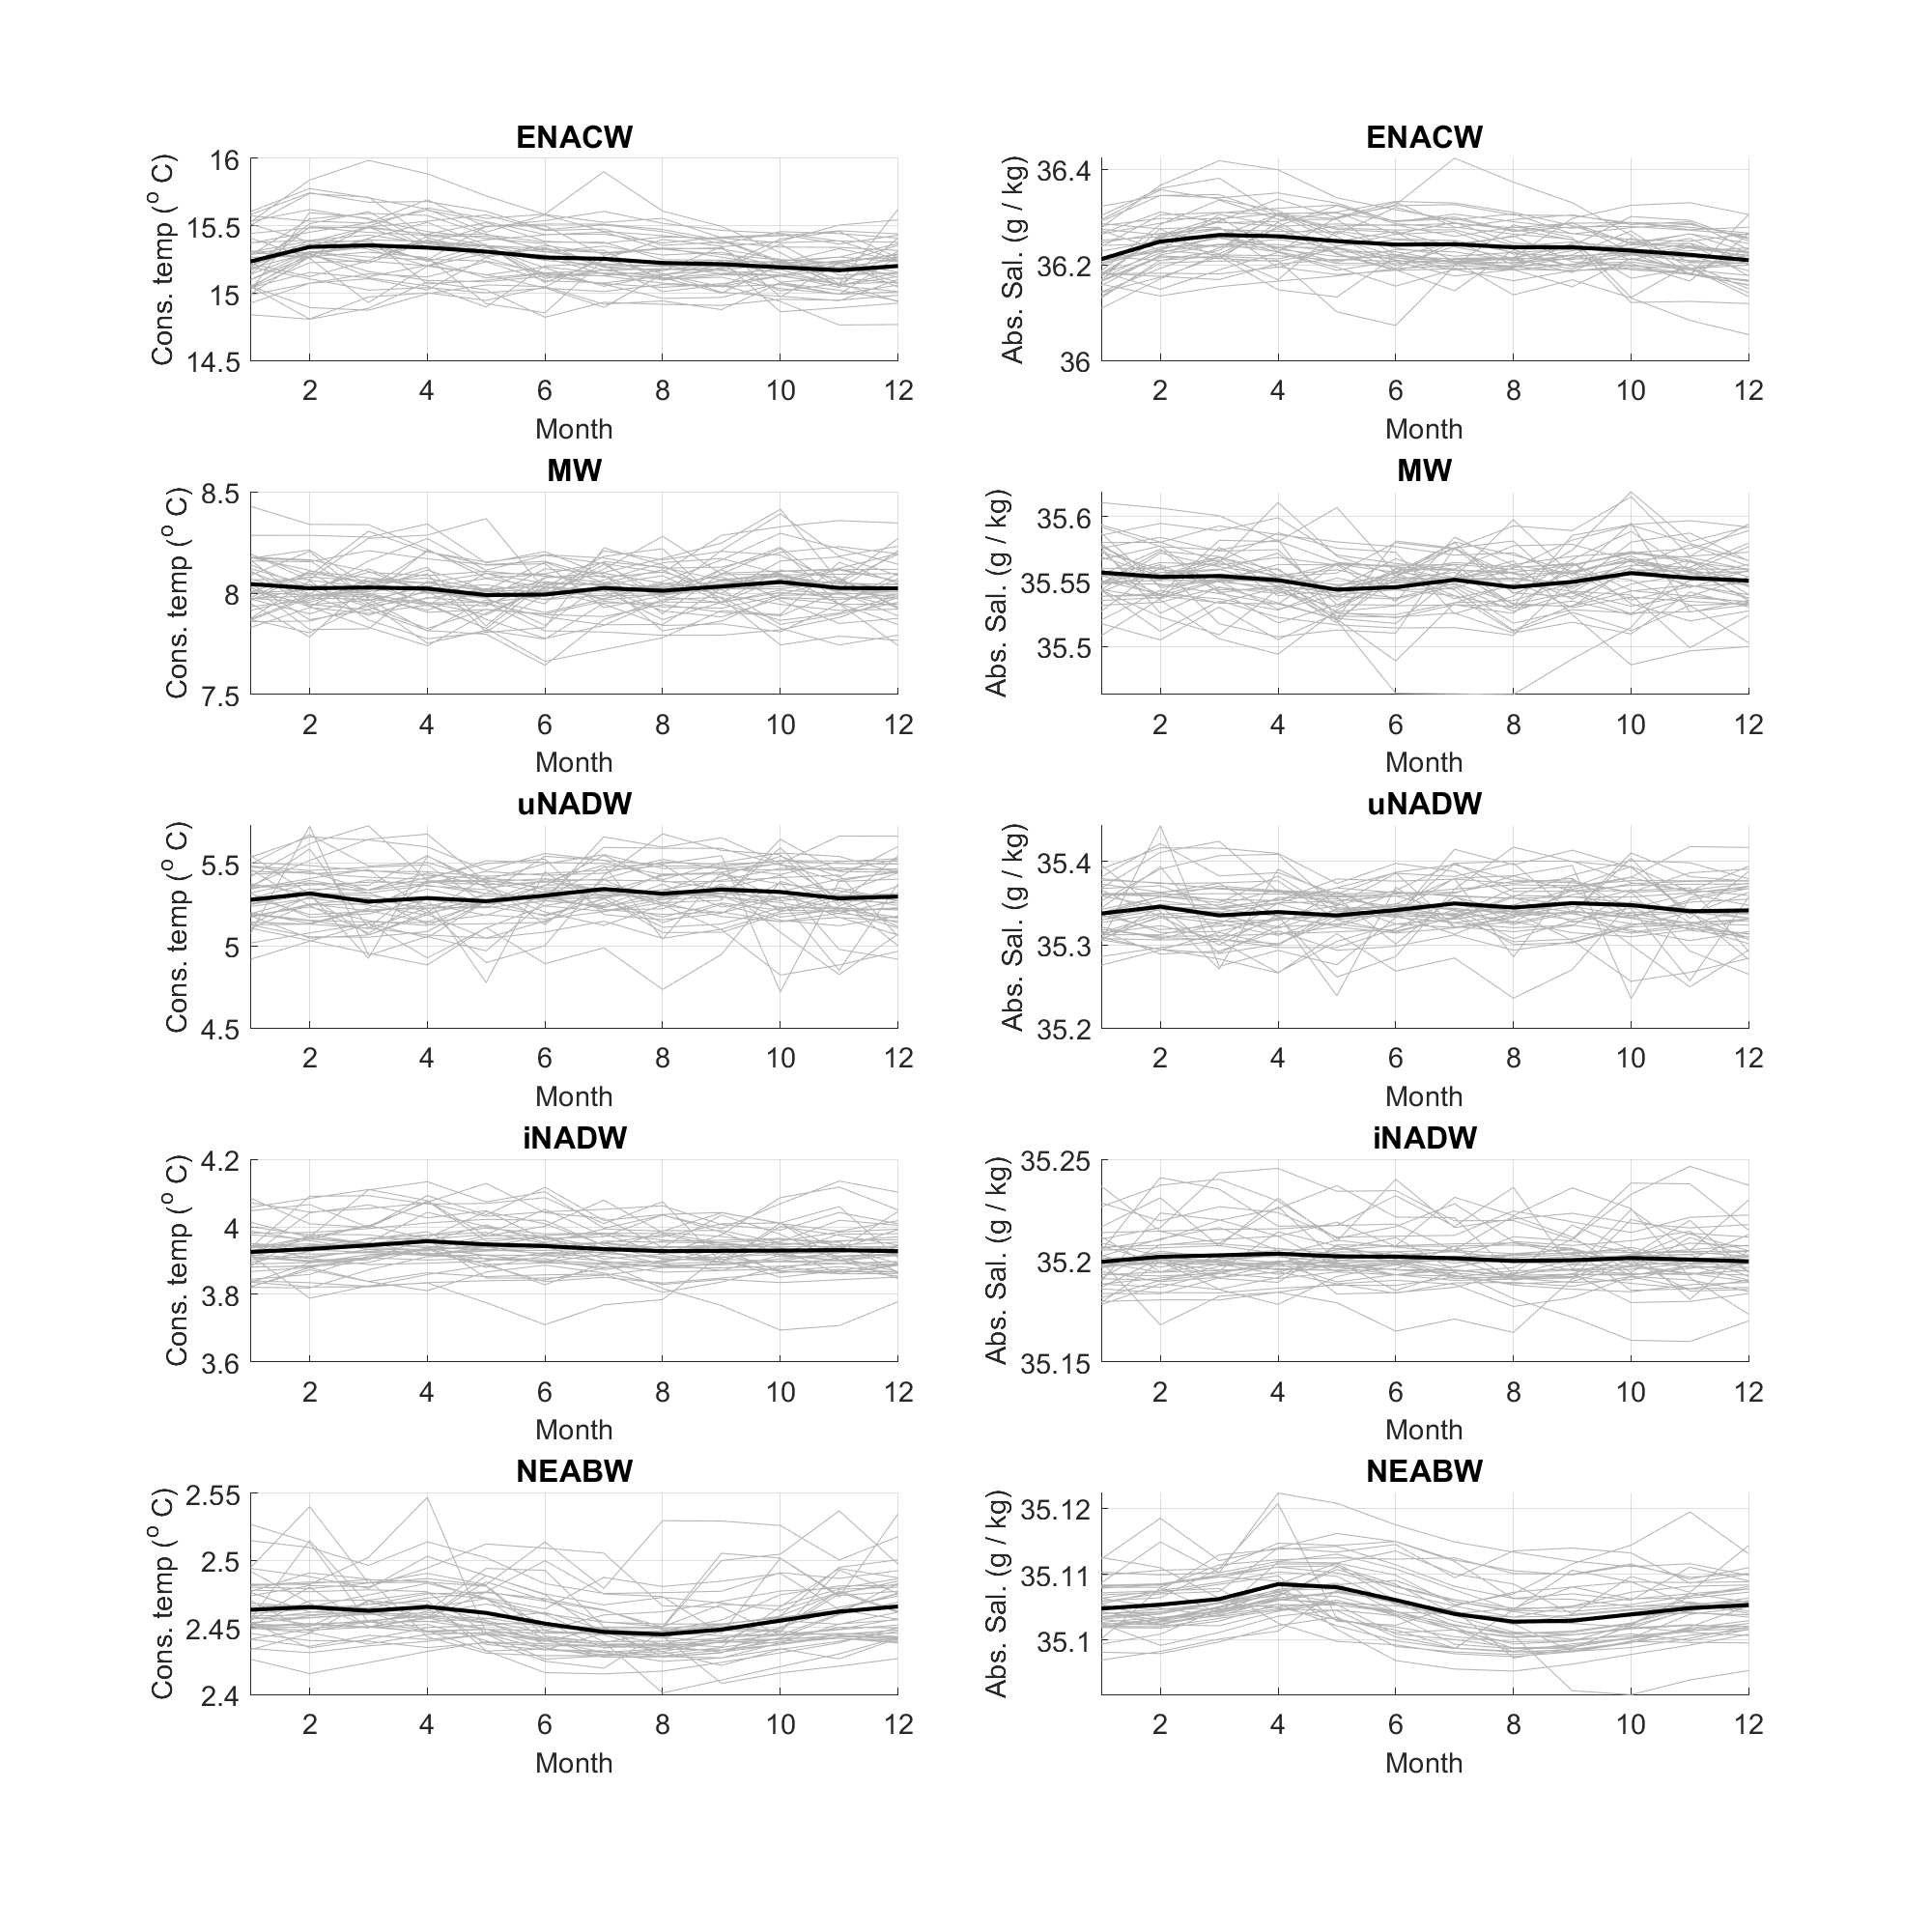 ENACW
Cons. temp (° C)
16
15.5
15
14.5
2 4 6 8 10 12
Month
ENACW
Abs. Sal. (g / kg)
36.4
36.2
36
2 4 6 8 10 12
Month
MW
Cons. temp (° C)
8.5
8
7.5
2 4 6 8 10 12
Month
MW
Abs. Sal. (g / kg)
35.6
35.55
35.5
2 4 6 8 10 12
Month
uNADW
Cons. temp (° C)
5.5
5
4.5
2 4 6 8 10 12
Month
uNADW
Abs. Sal. (g / kg)
35.4
35.3
35.2
2 4 6 8 10 12
Month
iNADW
Cons. temp (° C)
4.2
4
3.8
3.6
2 4 6 8 10 12
Month
iNADW
Abs. Sal. (g / kg)
35.25
35.2
35.15
2 4 6 8 10 12
Month
NEABW
Cons. temp (° C)
2.55
2.5
2.45
2.4
2 4 6 8 10 12
Month
NEABW
Abs. Sal. (g / kg)
35.12
35.11
35.1
2 4 6 8 10 12
Month